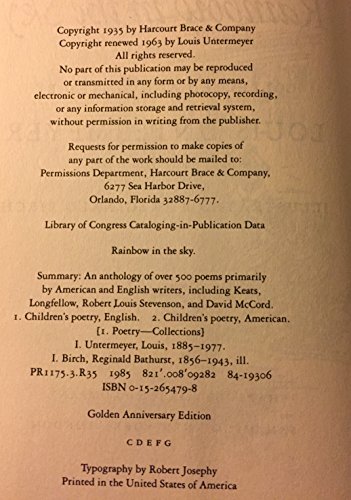 Copyright 1935 by Harcourt Brace & Company
Copyright renewed 1963 by Louis Untermeyer
All rights reserved.
No part of this publication may be reproduced
or transmitted in any form or by any means,
electronic or mechanical, including photocopy, recording,
or any information storage and retrieval system,
without permission in writing from the publisher.
Requests for permission to make copies of
any part of the work should be mailed to:
Permissions Department, Harcourt Brace & Company,
6277 Sea Harbor Drive,
Orlando, Florida 32887-6777.
Library of Congress Cataloging-in-Publication Data
Rainbow in the sky.
Summary: An anthology of over 500 poems primarily
by American and English writers, including Keats,
Longfellow, Robert Louis Stevenson, and David McCord.
1. Children's poetry, English. 2. Children's poetry, American.
[1. Poetry—Collections]
I. Untermeyer, Louis, 1885–1977.
I. Birch, Reginald Bathurst, 1856–1943, ill.
PR1175.3.R35 1985 821'.008'09282 84-19306
ISBN 0-15-265479-8
Golden Anniversary Edition
C D E F G
Typography by Robert Josephy
Printed in the United States of America